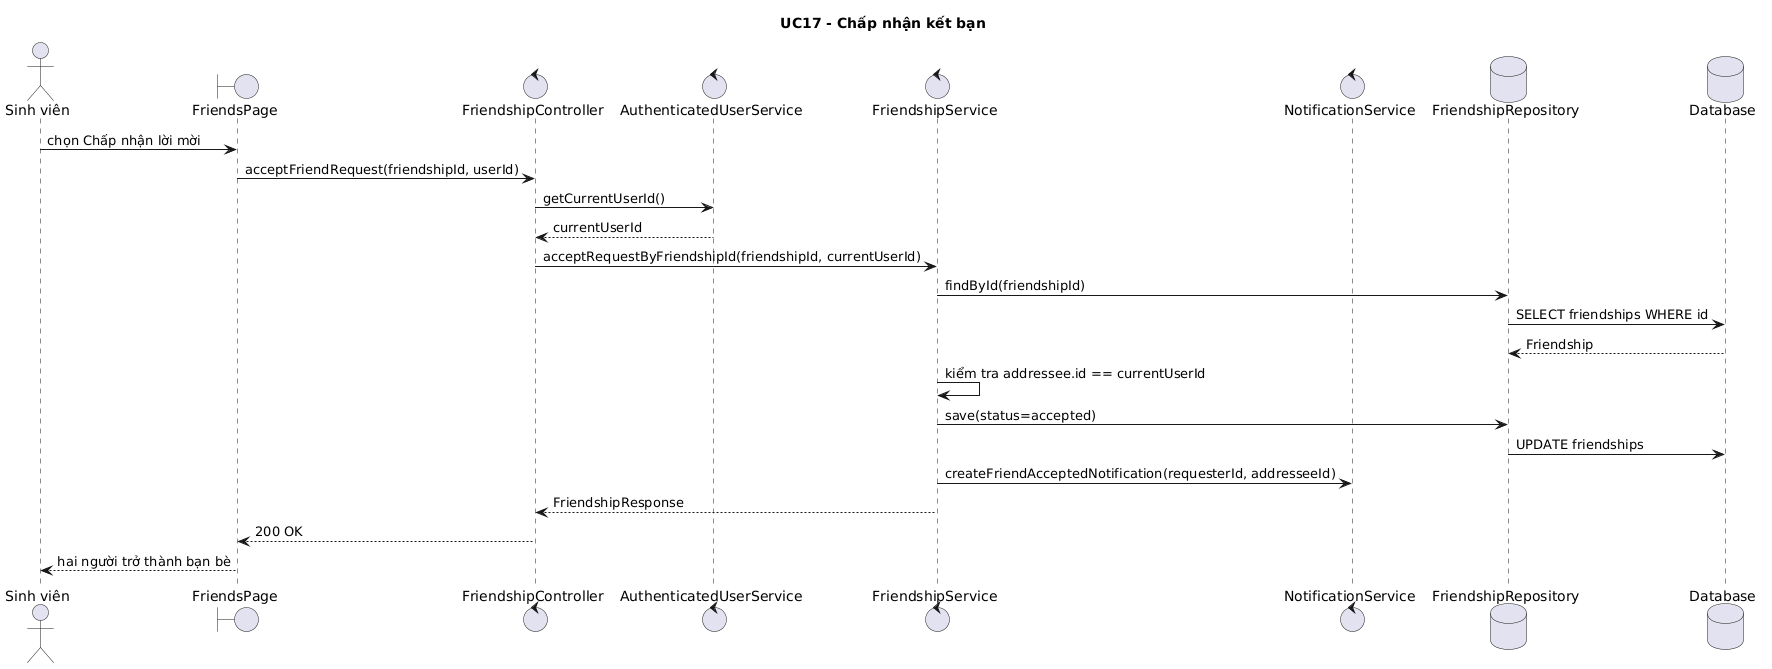 UC17 - Chấp nhận kết bạn
Sinh viên
FriendsPage
FriendshipController
AuthenticatedUserService
FriendshipService
NotificationService
FriendshipRepository
Database
chọn Chấp nhận lời mời
acceptFriendRequest(friendshipId, userId)
getCurrentUserId()
currentUserId
acceptRequestByFriendshipId(friendshipId, currentUserId)
findById(friendshipId)
SELECT friendships WHERE id
Friendship
kiểm tra addressee.id == currentUserId
save(status=accepted)
UPDATE friendships
createFriendAcceptedNotification(requesterId, addresseeId)
FriendshipResponse
200 OK
hai người trở thành bạn bè
Sinh viên
FriendsPage
FriendshipController
AuthenticatedUserService
FriendshipService
NotificationService
FriendshipRepository
Database